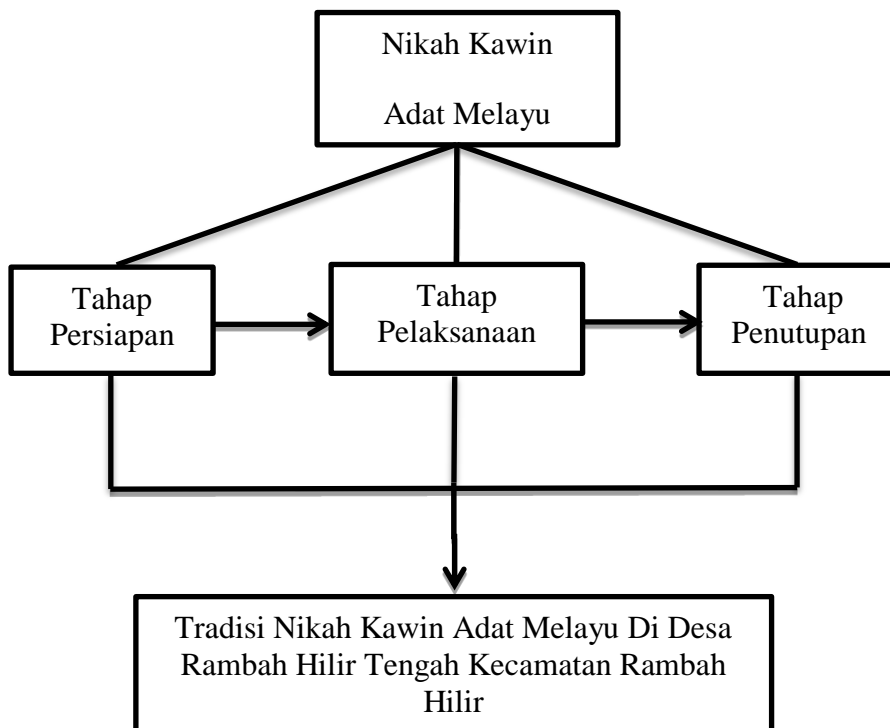 Nikah Kawin
Adat Melayu
Tahap
Persiapan
Tahap
Pelaksanaan
Tahap
Penutupan
Tradisi Nikah Kawin Adat Melayu Di Desa
Rambah Hilir Tengah Kecamatan Rambah
Hilir